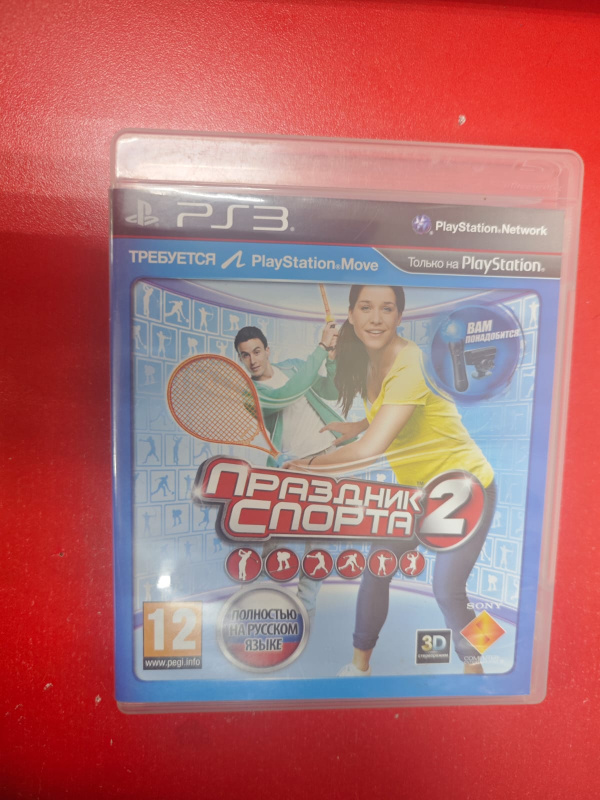 PS3
PlayStation®Network
ТРЕБУЕТСЯ PlayStation®Move
Только на PlayStation®
ВАМ
ПОНАДОБИТСЯ:
ПРАЗДНИК
СПОРТА 2
12
www.pegi.info
ПОЛНОСТЬЮ
НА РУССКОМ
ЯЗЫКЕ
3D
SONY